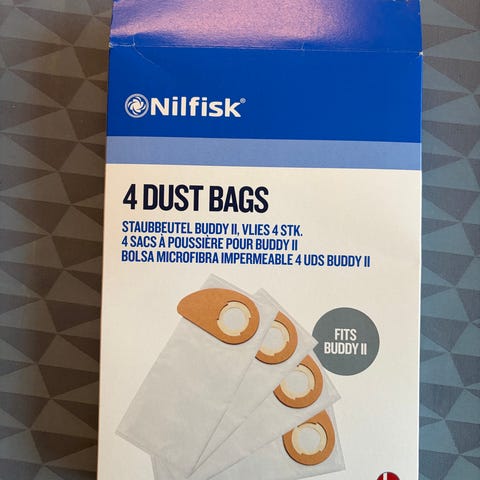 Nilfisk®
4 DUST BAGS
STAUBBEUTEL BUDDY II, VLIES 4 STK.
4 SACS À POUSSIÈRE POUR BUDDY II
BOLSA MICROFIBRA IMPERMEABLE 4 UDS BUDDY II
FITS
BUDDY II